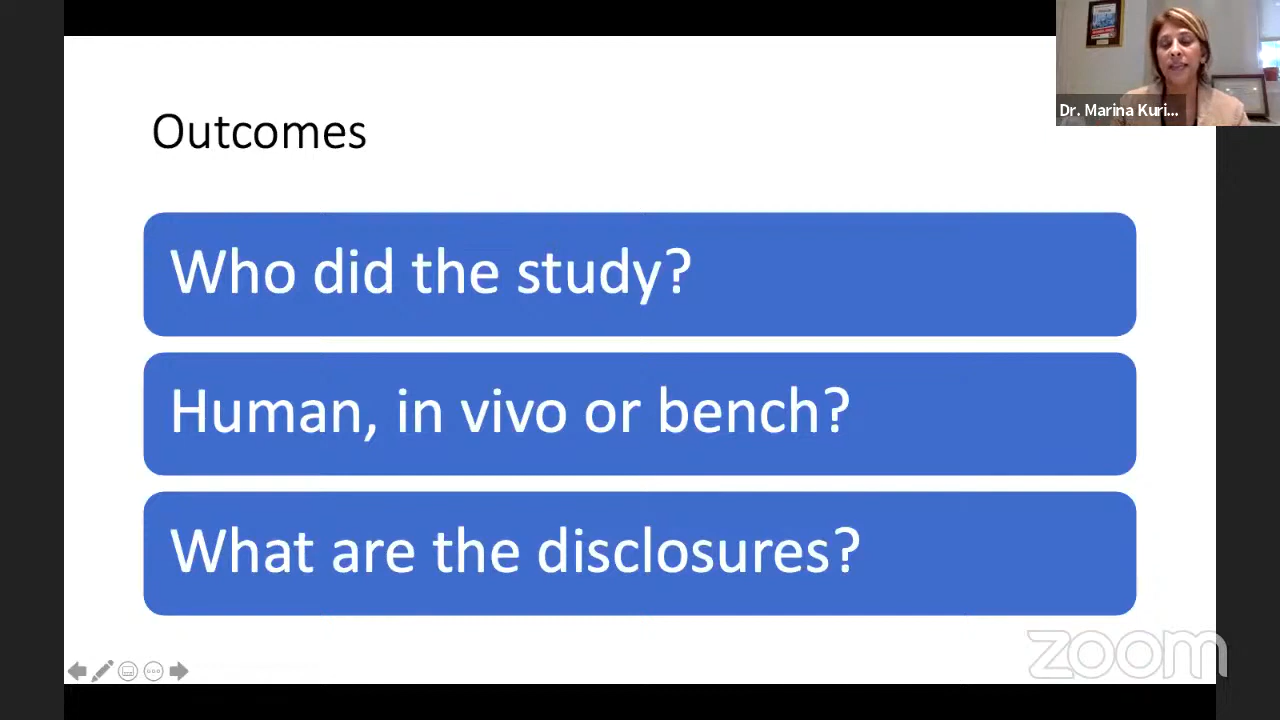 Dr. Marina Kuri...
Outcomes
Who did the study?
Human, in vivo or bench?
What are the disclosures?
zoom